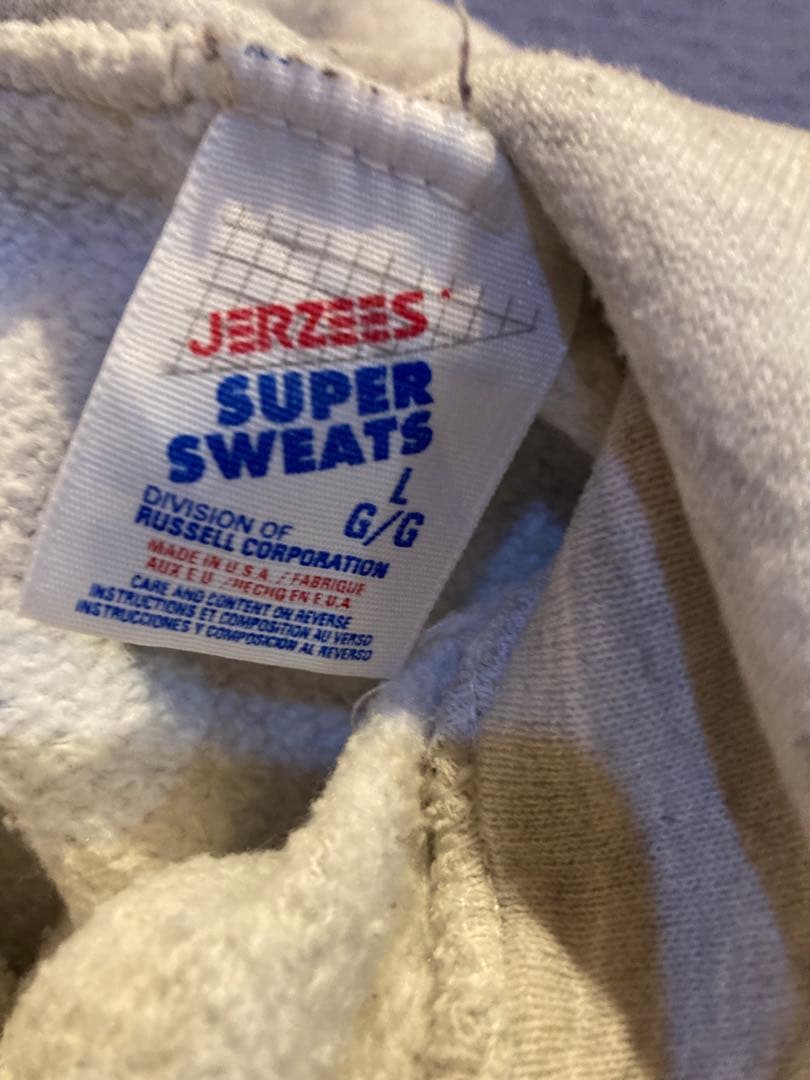 JERZEES
SUPER
SWEATS
L
G/G
DIVISION OF
RUSSELL CORPORATION
MADE IN U.S.A. / FABRIQUE
AUX E.U. / HECHO EN E.U.A.
CARE AND CONTENT ON REVERSE
INSTRUCTIONS ET COMPOSITION AU VERSO
INSTRUCCIONES Y COMPOSICION AL REVERSO